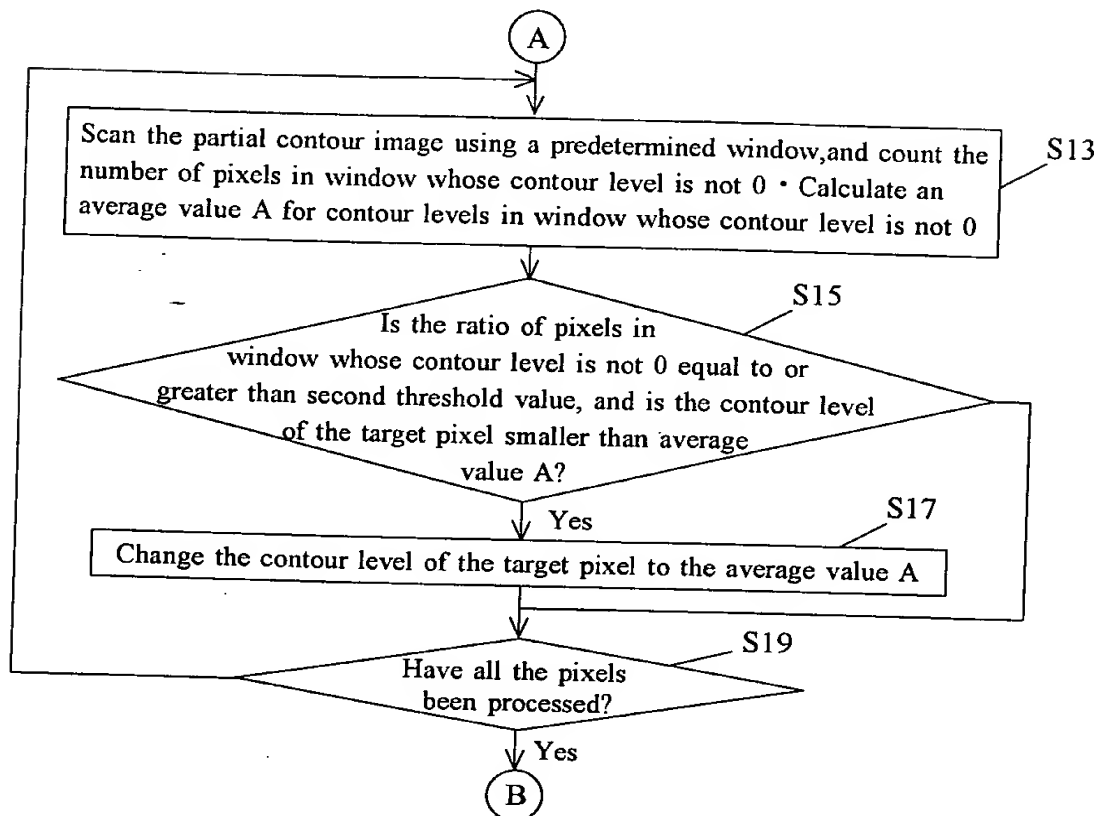 A
Scan the partial contour image using a predetermined window,and count the
number of pixels in window whose contour level is not 0 · Calculate an
average value A for contour levels in window whose contour level is not 0
S13
S15
Is the ratio of pixels in
window whose contour level is not 0 equal to or
greater than second threshold value, and is the contour level
of the target pixel smaller than average
value A?
Yes
S17
Change the contour level of the target pixel to the average value A
S19
Have all the pixels
been processed?
Yes
B